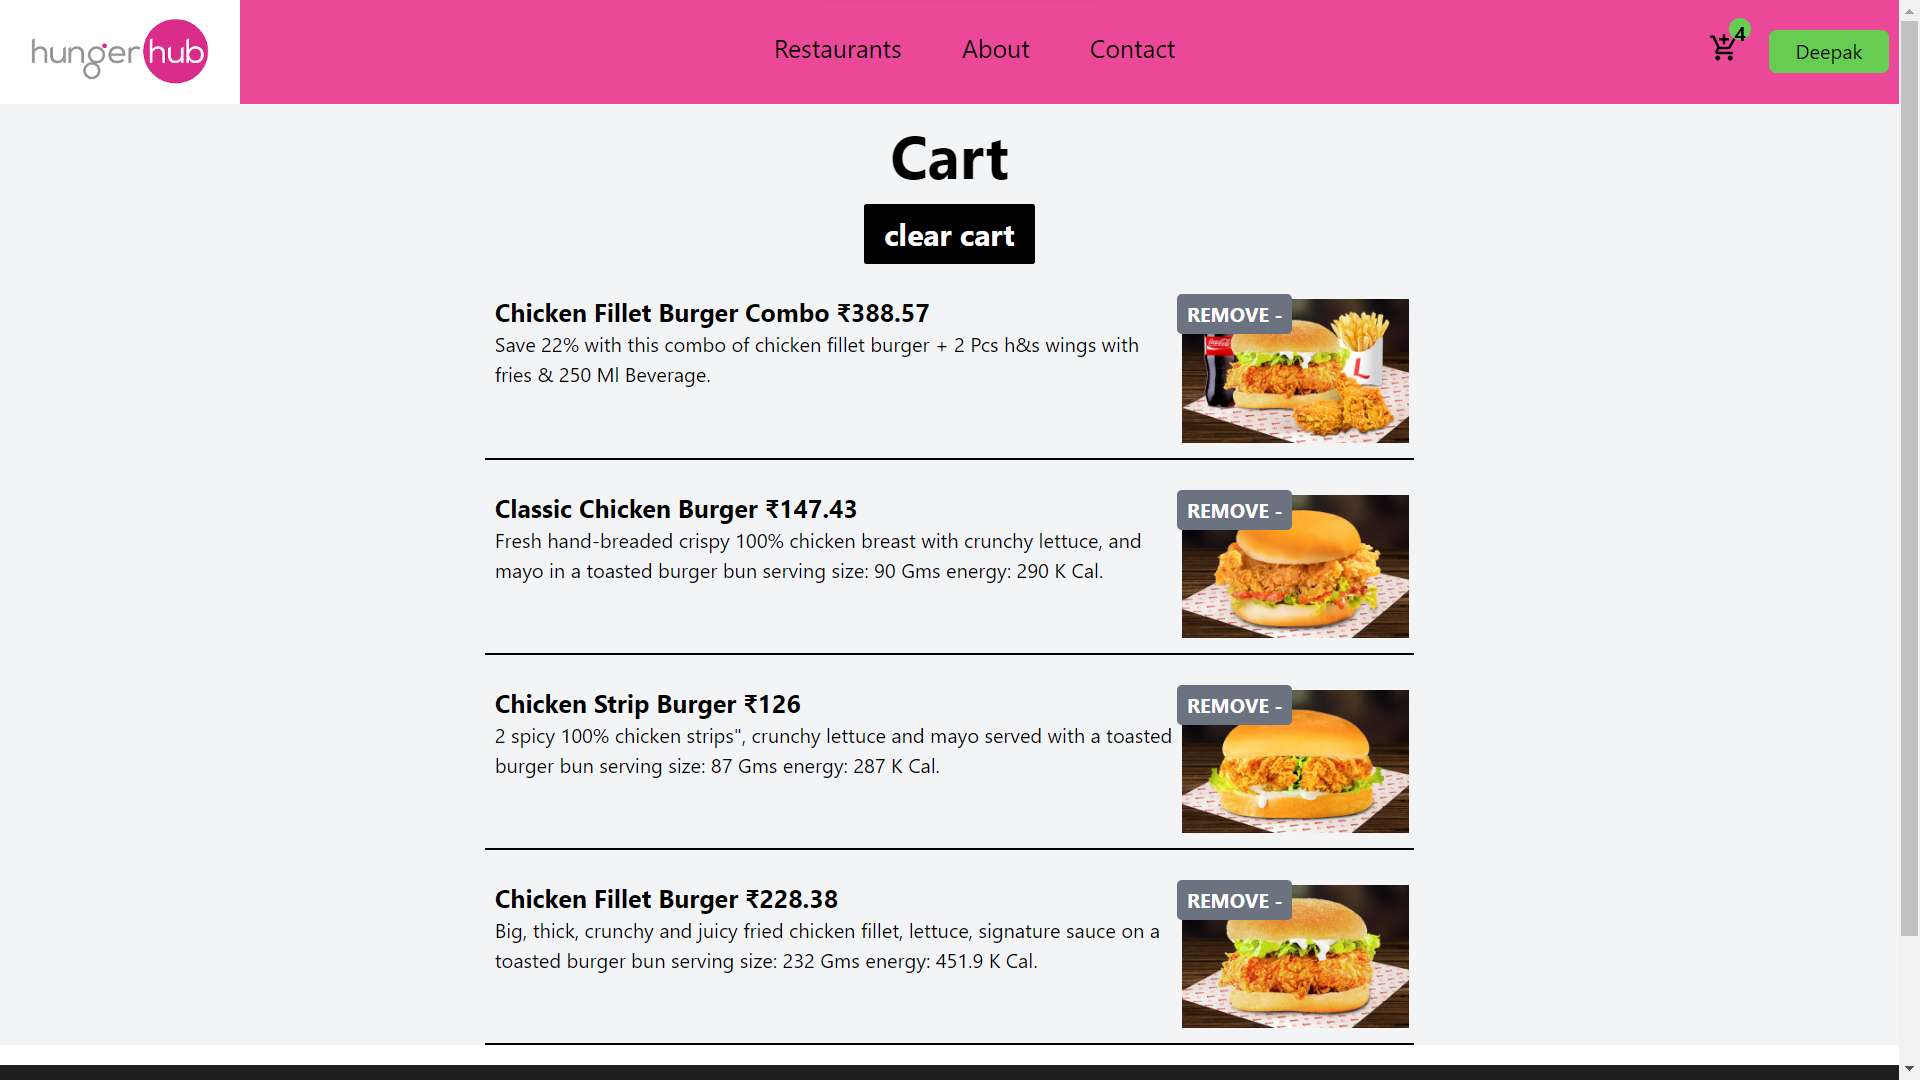 hungerhub
Restaurants
About
Contact
4
Deepak
Cart
clear cart
Chicken Fillet Burger Combo ₹388.57
Save 22% with this combo of chicken fillet burger + 2 Pcs h&s wings with
fries & 250 Ml Beverage.
REMOVE -
Classic Chicken Burger ₹147.43
Fresh hand-breaded crispy 100% chicken breast with crunchy lettuce, and
mayo in a toasted burger bun serving size: 90 Gms energy: 290 K Cal.
REMOVE -
Chicken Strip Burger ₹126
2 spicy 100% chicken strips", crunchy lettuce and mayo served with a toasted
burger bun serving size: 87 Gms energy: 287 K Cal.
REMOVE -
Chicken Fillet Burger ₹228.38
Big, thick, crunchy and juicy fried chicken fillet, lettuce, signature sauce on a
toasted burger bun serving size: 232 Gms energy: 451.9 K Cal.
REMOVE -